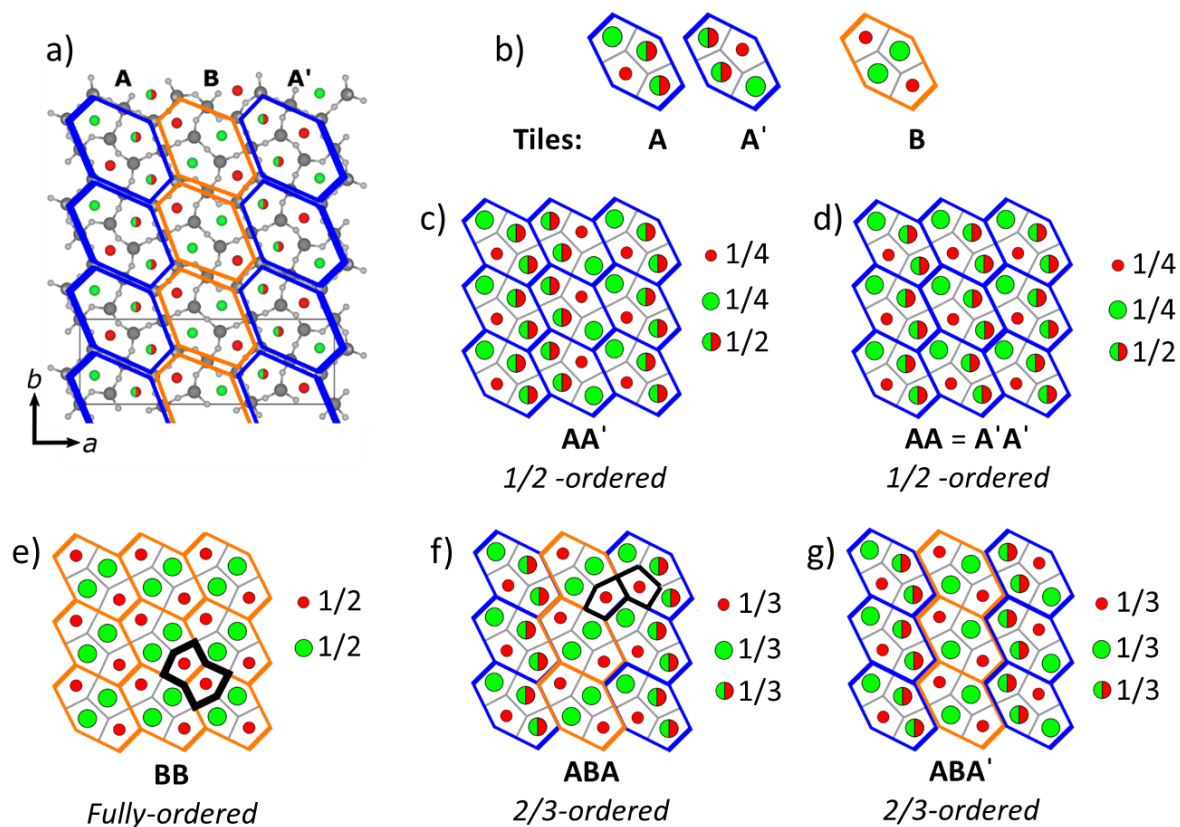 a)
A B A'
b
a
b)
Tiles: A A' B
c)
1/4
1/4
1/2
AA'
1/2 -ordered
d)
1/4
1/4
1/2
AA = A'A'
1/2 -ordered
e)
1/2
1/2
BB
Fully-ordered
f)
1/3
1/3
1/3
ABA
2/3-ordered
g)
1/3
1/3
1/3
ABA'
2/3-ordered